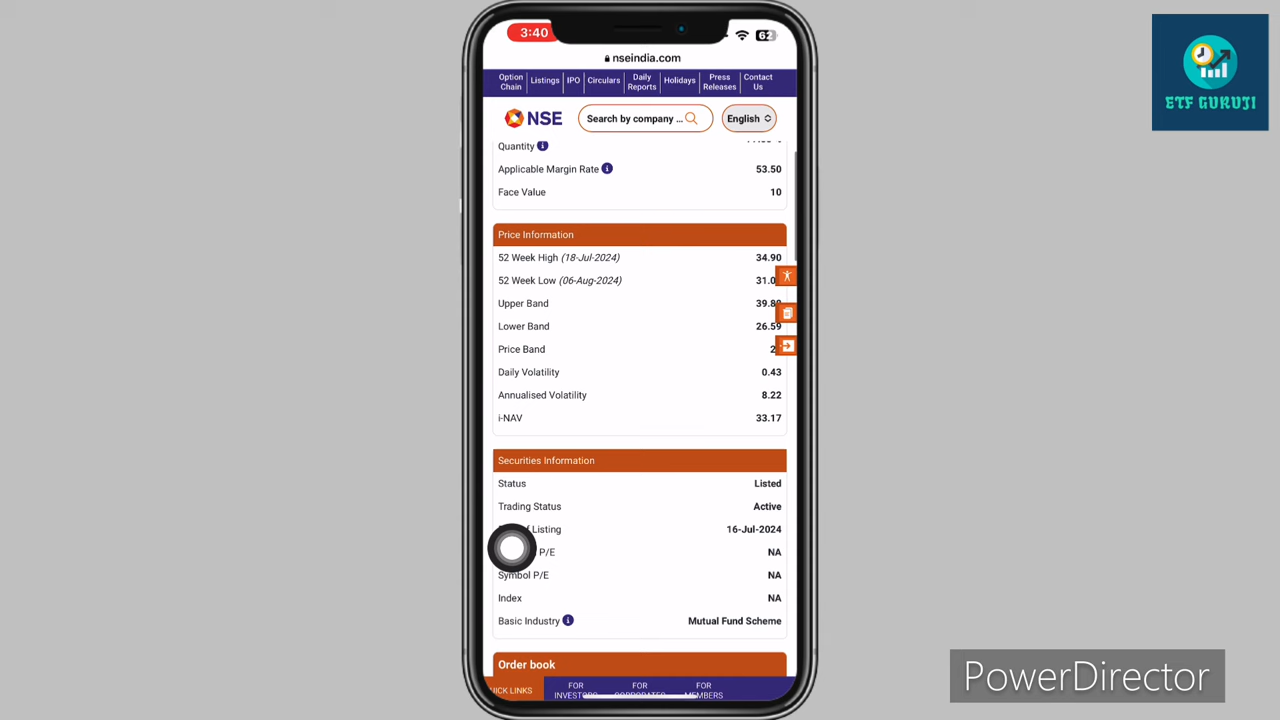 3:40
62
nseindia.com
Option Chain
Listings
IPO
Circulars
Daily Reports
Holidays
Press Releases
Contact Us
NSE
Search by company ...
English
ETF GURUJI
Quantity
Applicable Margin Rate 53.50
Face Value 10
Price Information
52 Week High (18-Jul-2024) 34.90
52 Week Low (06-Aug-2024)
Upper Band
Lower Band 26.59
Price Band
Daily Volatility 0.43
Annualised Volatility 8.22
i-NAV 33.17
Securities Information
Status Listed
Trading Status Active
Listing 16-Jul-2024
P/E NA
Symbol P/E NA
Index NA
Basic Industry Mutual Fund Scheme
Order book
LINKS
FOR
FOR
FOR
PowerDirector